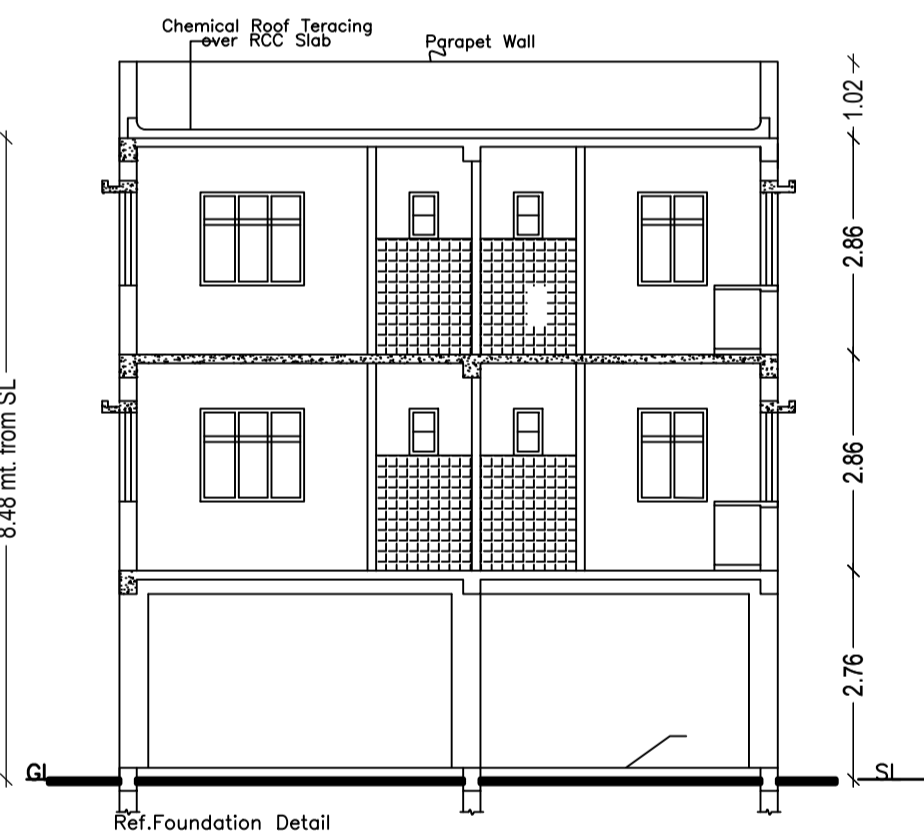 Chemical Roof Teracing
over RCC Slab
Parapet Wall
1.02
2.86
8.48 mt. from SL
2.86
2.76
GL
SL
Ref.Foundation Detail